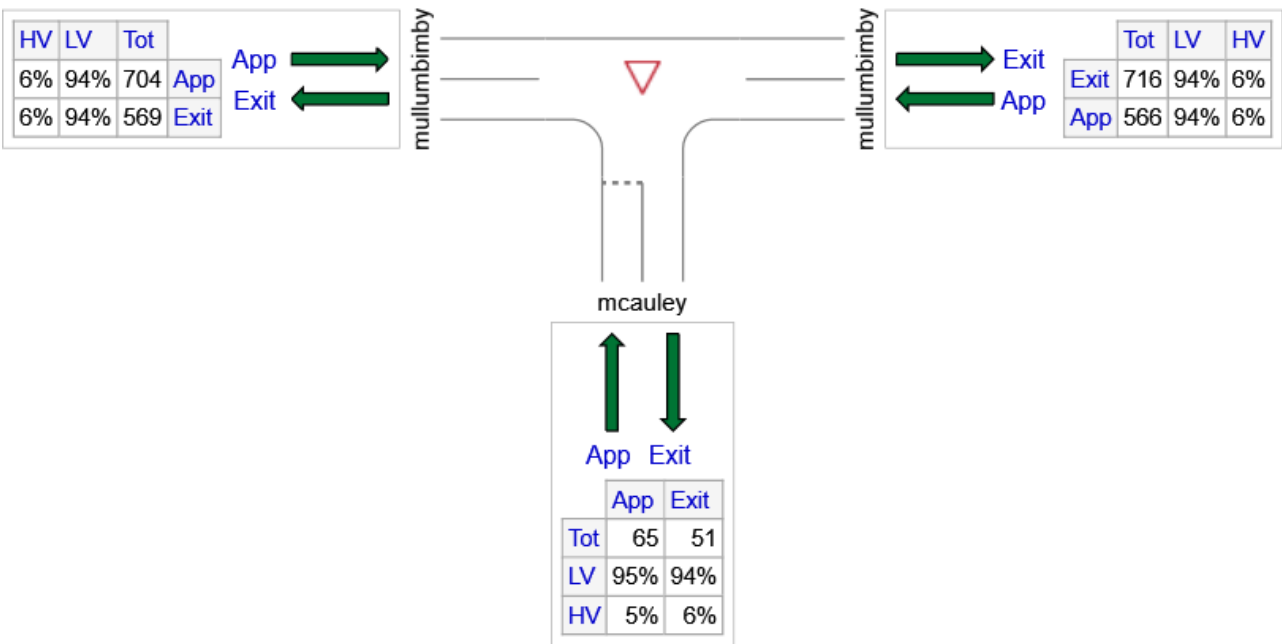 HV LV Tot
6% 94% 704 App
6% 94% 569 Exit
App
Exit
mullumbimby
mullumbimby
Exit
App
Tot LV HV
Exit 716 94% 6%
App 566 94% 6%
mcauley
App Exit
App Exit
Tot 65 51
LV 95% 94%
HV 5% 6%